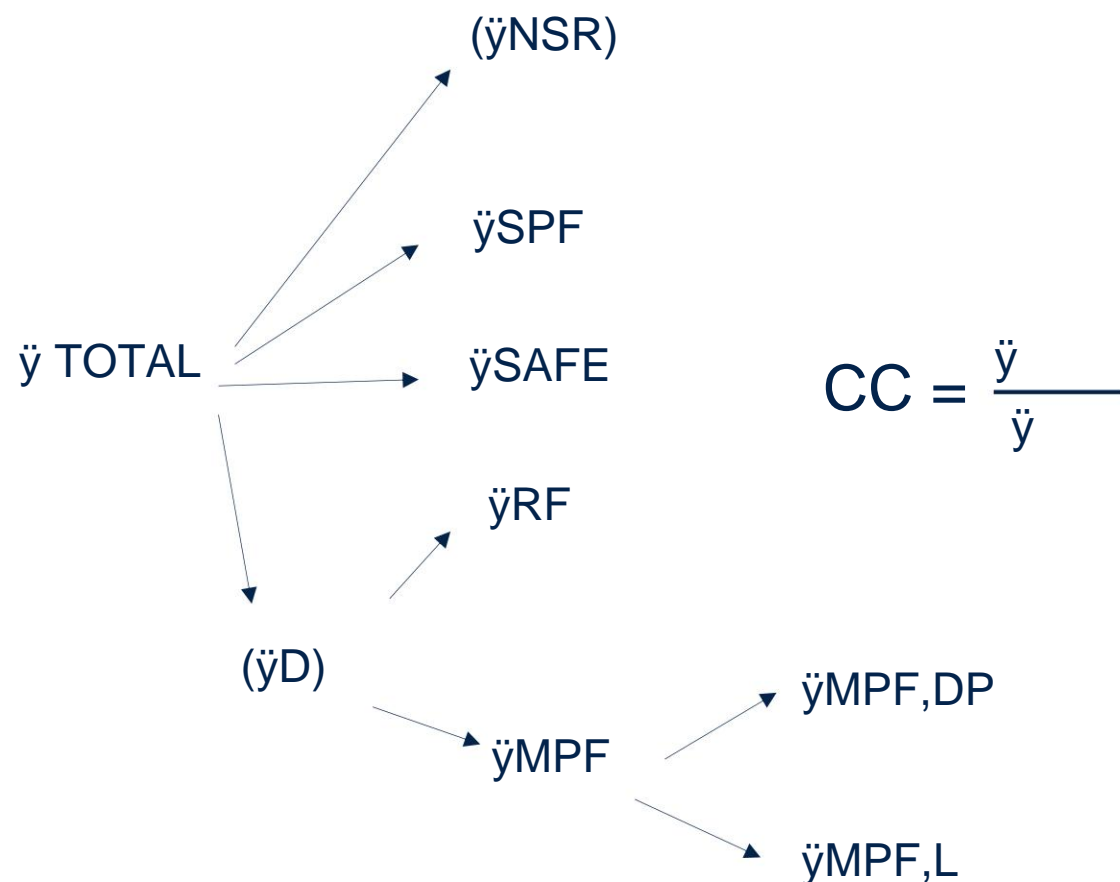 (ÿNSR)
ÿSPF
ÿ TOTAL
ÿSAFE
CC = ÿ
ÿ
ÿRF
(ÿD)
ÿMPF,DP
ÿMPF
ÿMPF,L